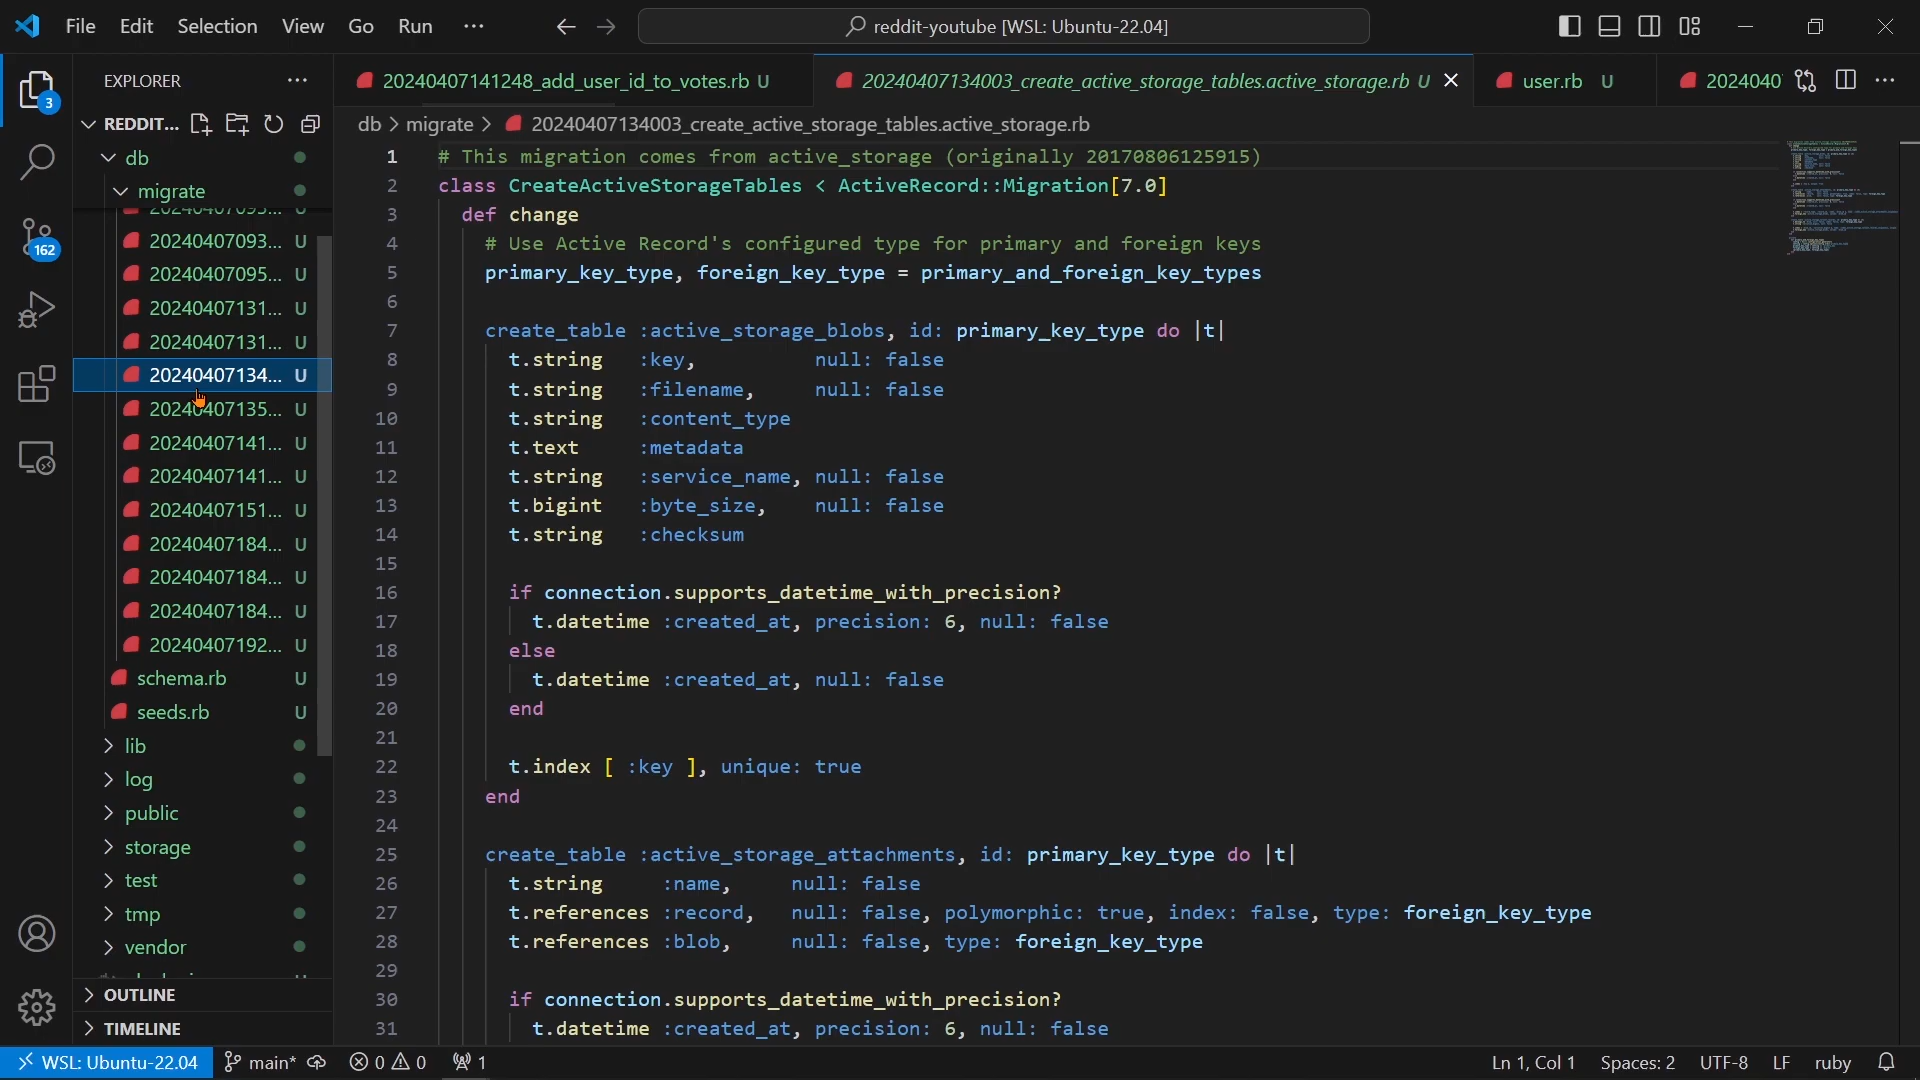 File Edit Selection View Go Run ···
reddit-youtube [WSL: Ubuntu-22.04]
EXPLORER
20240407141248_add_user_id_to_votes.rb U
20240407134003_create_active_storage_tables.active_storage.rb U
user.rb U
2024040
3
162
REDDIT...
db > migrate > 20240407134003_create_active_storage_tables.active_storage.rb
db
migrate
20240407093... U
20240407095... U
20240407131... U
20240407131... U
20240407134... U
20240407135... U
20240407141... U
20240407141... U
20240407151... U
20240407184... U
20240407184... U
20240407184... U
20240407192... U
schema.rb U
seeds.rb U
lib
log
public
storage
test
tmp
vendor
OUTLINE
TIMELINE
1 # This migration comes from active_storage (originally 20170806125915)
2 class CreateActiveStorageTables < ActiveRecord::Migration[7.0]
3 def change
4 # Use Active Record's configured type for primary and foreign keys
5 primary_key_type, foreign_key_type = primary_and_foreign_key_types
6
7 create_table :active_storage_blobs, id: primary_key_type do |t|
8 t.string :key, null: false
9 t.string :filename, null: false
10 t.string :content_type
11 t.text :metadata
12 t.string :service_name, null: false
13 t.bigint :byte_size, null: false
14 t.string :checksum
15
16 if connection.supports_datetime_with_precision?
17 t.datetime :created_at, precision: 6, null: false
18 else
19 t.datetime :created_at, null: false
20 end
21
22 t.index [ :key ], unique: true
23 end
24
25 create_table :active_storage_attachments, id: primary_key_type do |t|
26 t.string :name, null: false
27 t.references :record, null: false, polymorphic: true, index: false, type: foreign_key_type
28 t.references :blob, null: false, type: foreign_key_type
29
30 if connection.supports_datetime_with_precision?
31 t.datetime :created_at, precision: 6, null: false
WSL: Ubuntu-22.04 main* 0 0 1
Ln 1, Col 1 Spaces: 2 UTF-8 LF ruby